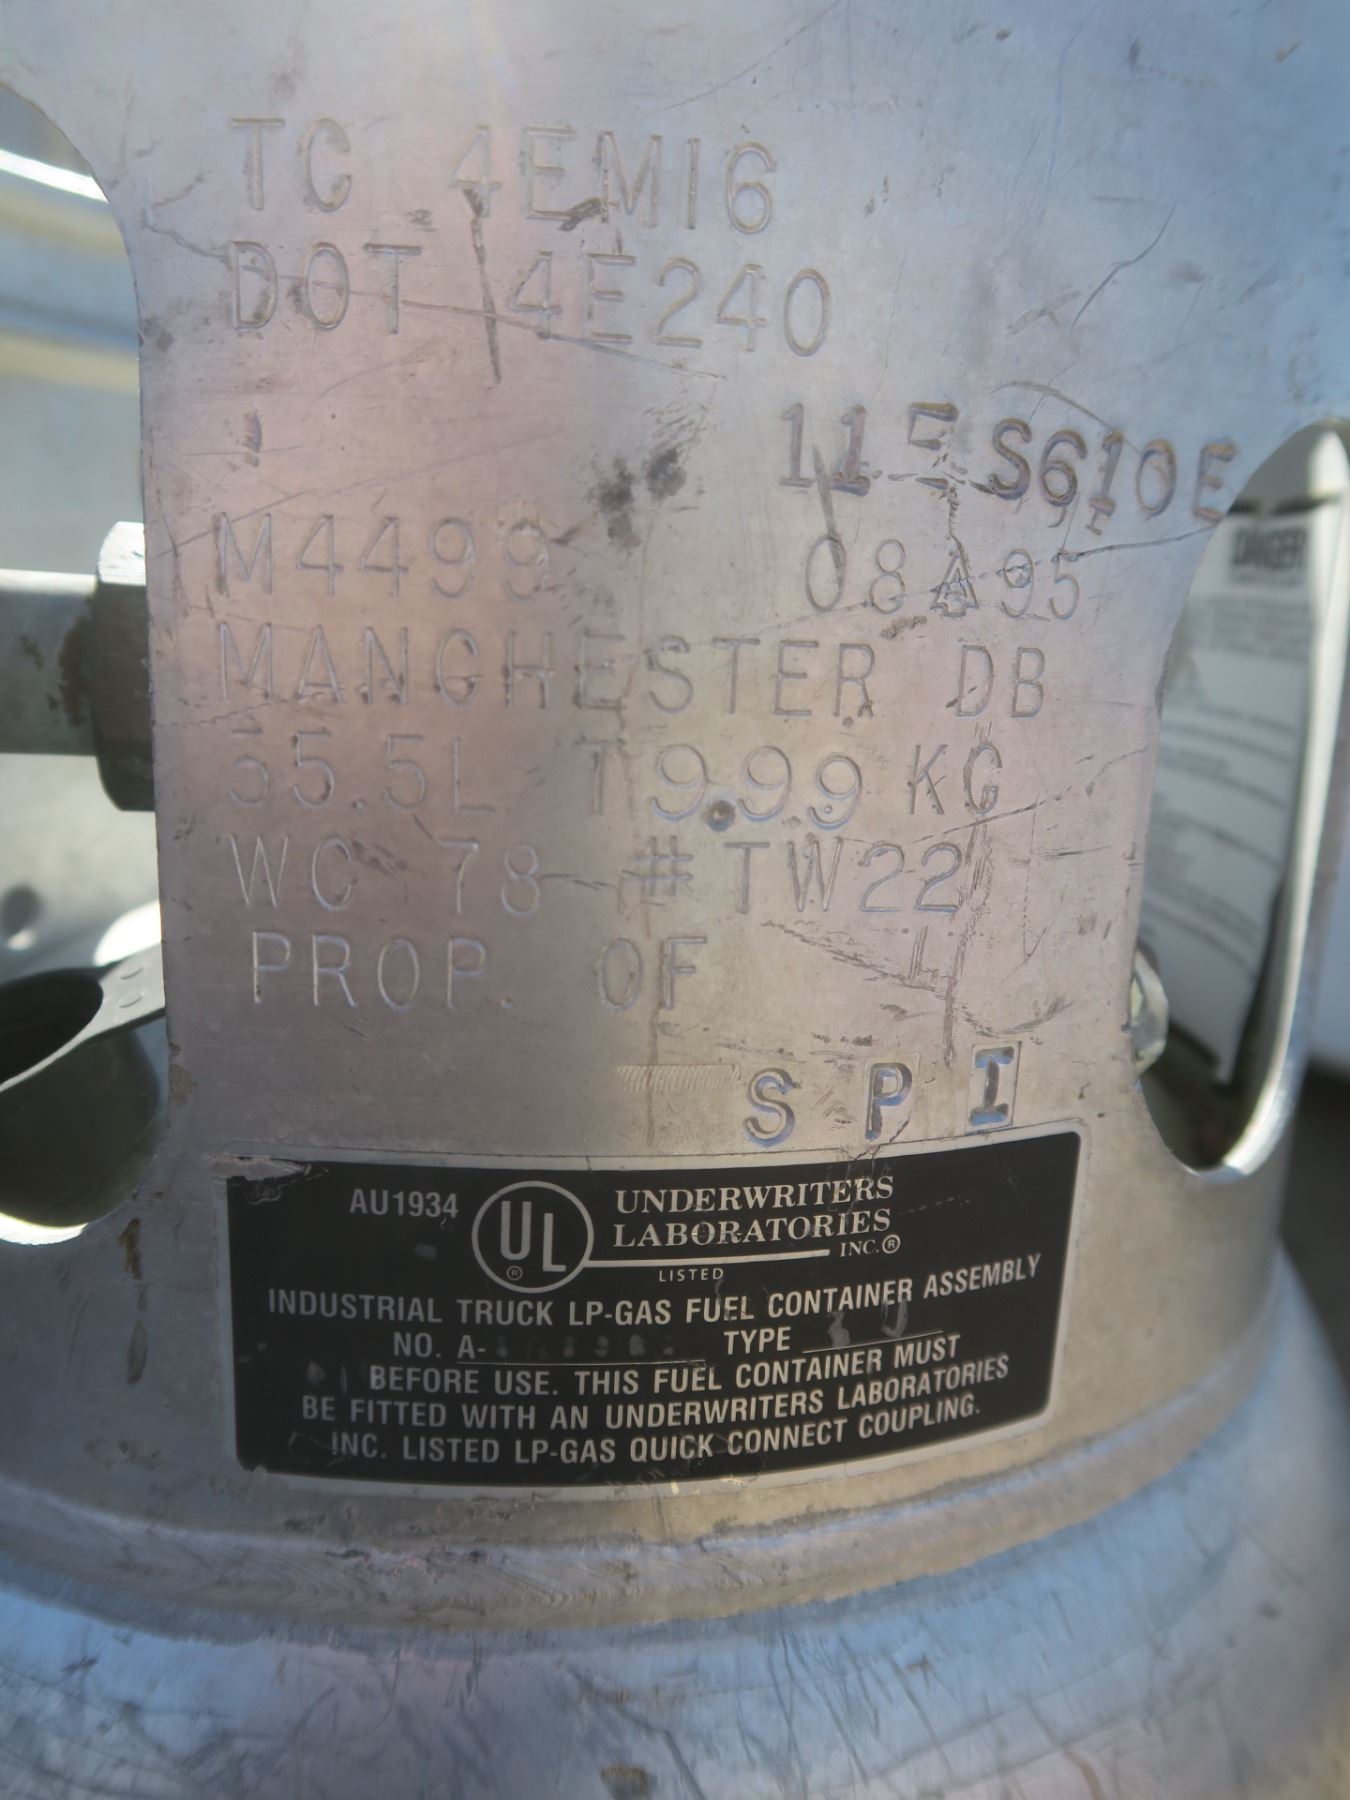 TC 4EM16
DOT 4E240
11 S610E
M4499 08 A 95
MANCHESTER DB
35.5L T9.99 KG
WC 78 # TW22
PROP. OF
S P I
AU1934
UL
®
UNDERWRITERS
LABORATORIES
INC.®
LISTED
INDUSTRIAL TRUCK LP-GAS FUEL CONTAINER ASSEMBLY
NO. A- TYPE
BEFORE USE. THIS FUEL CONTAINER MUST
BE FITTED WITH AN UNDERWRITERS LABORATORIES
INC. LISTED LP-GAS QUICK CONNECT COUPLING.
DANGER